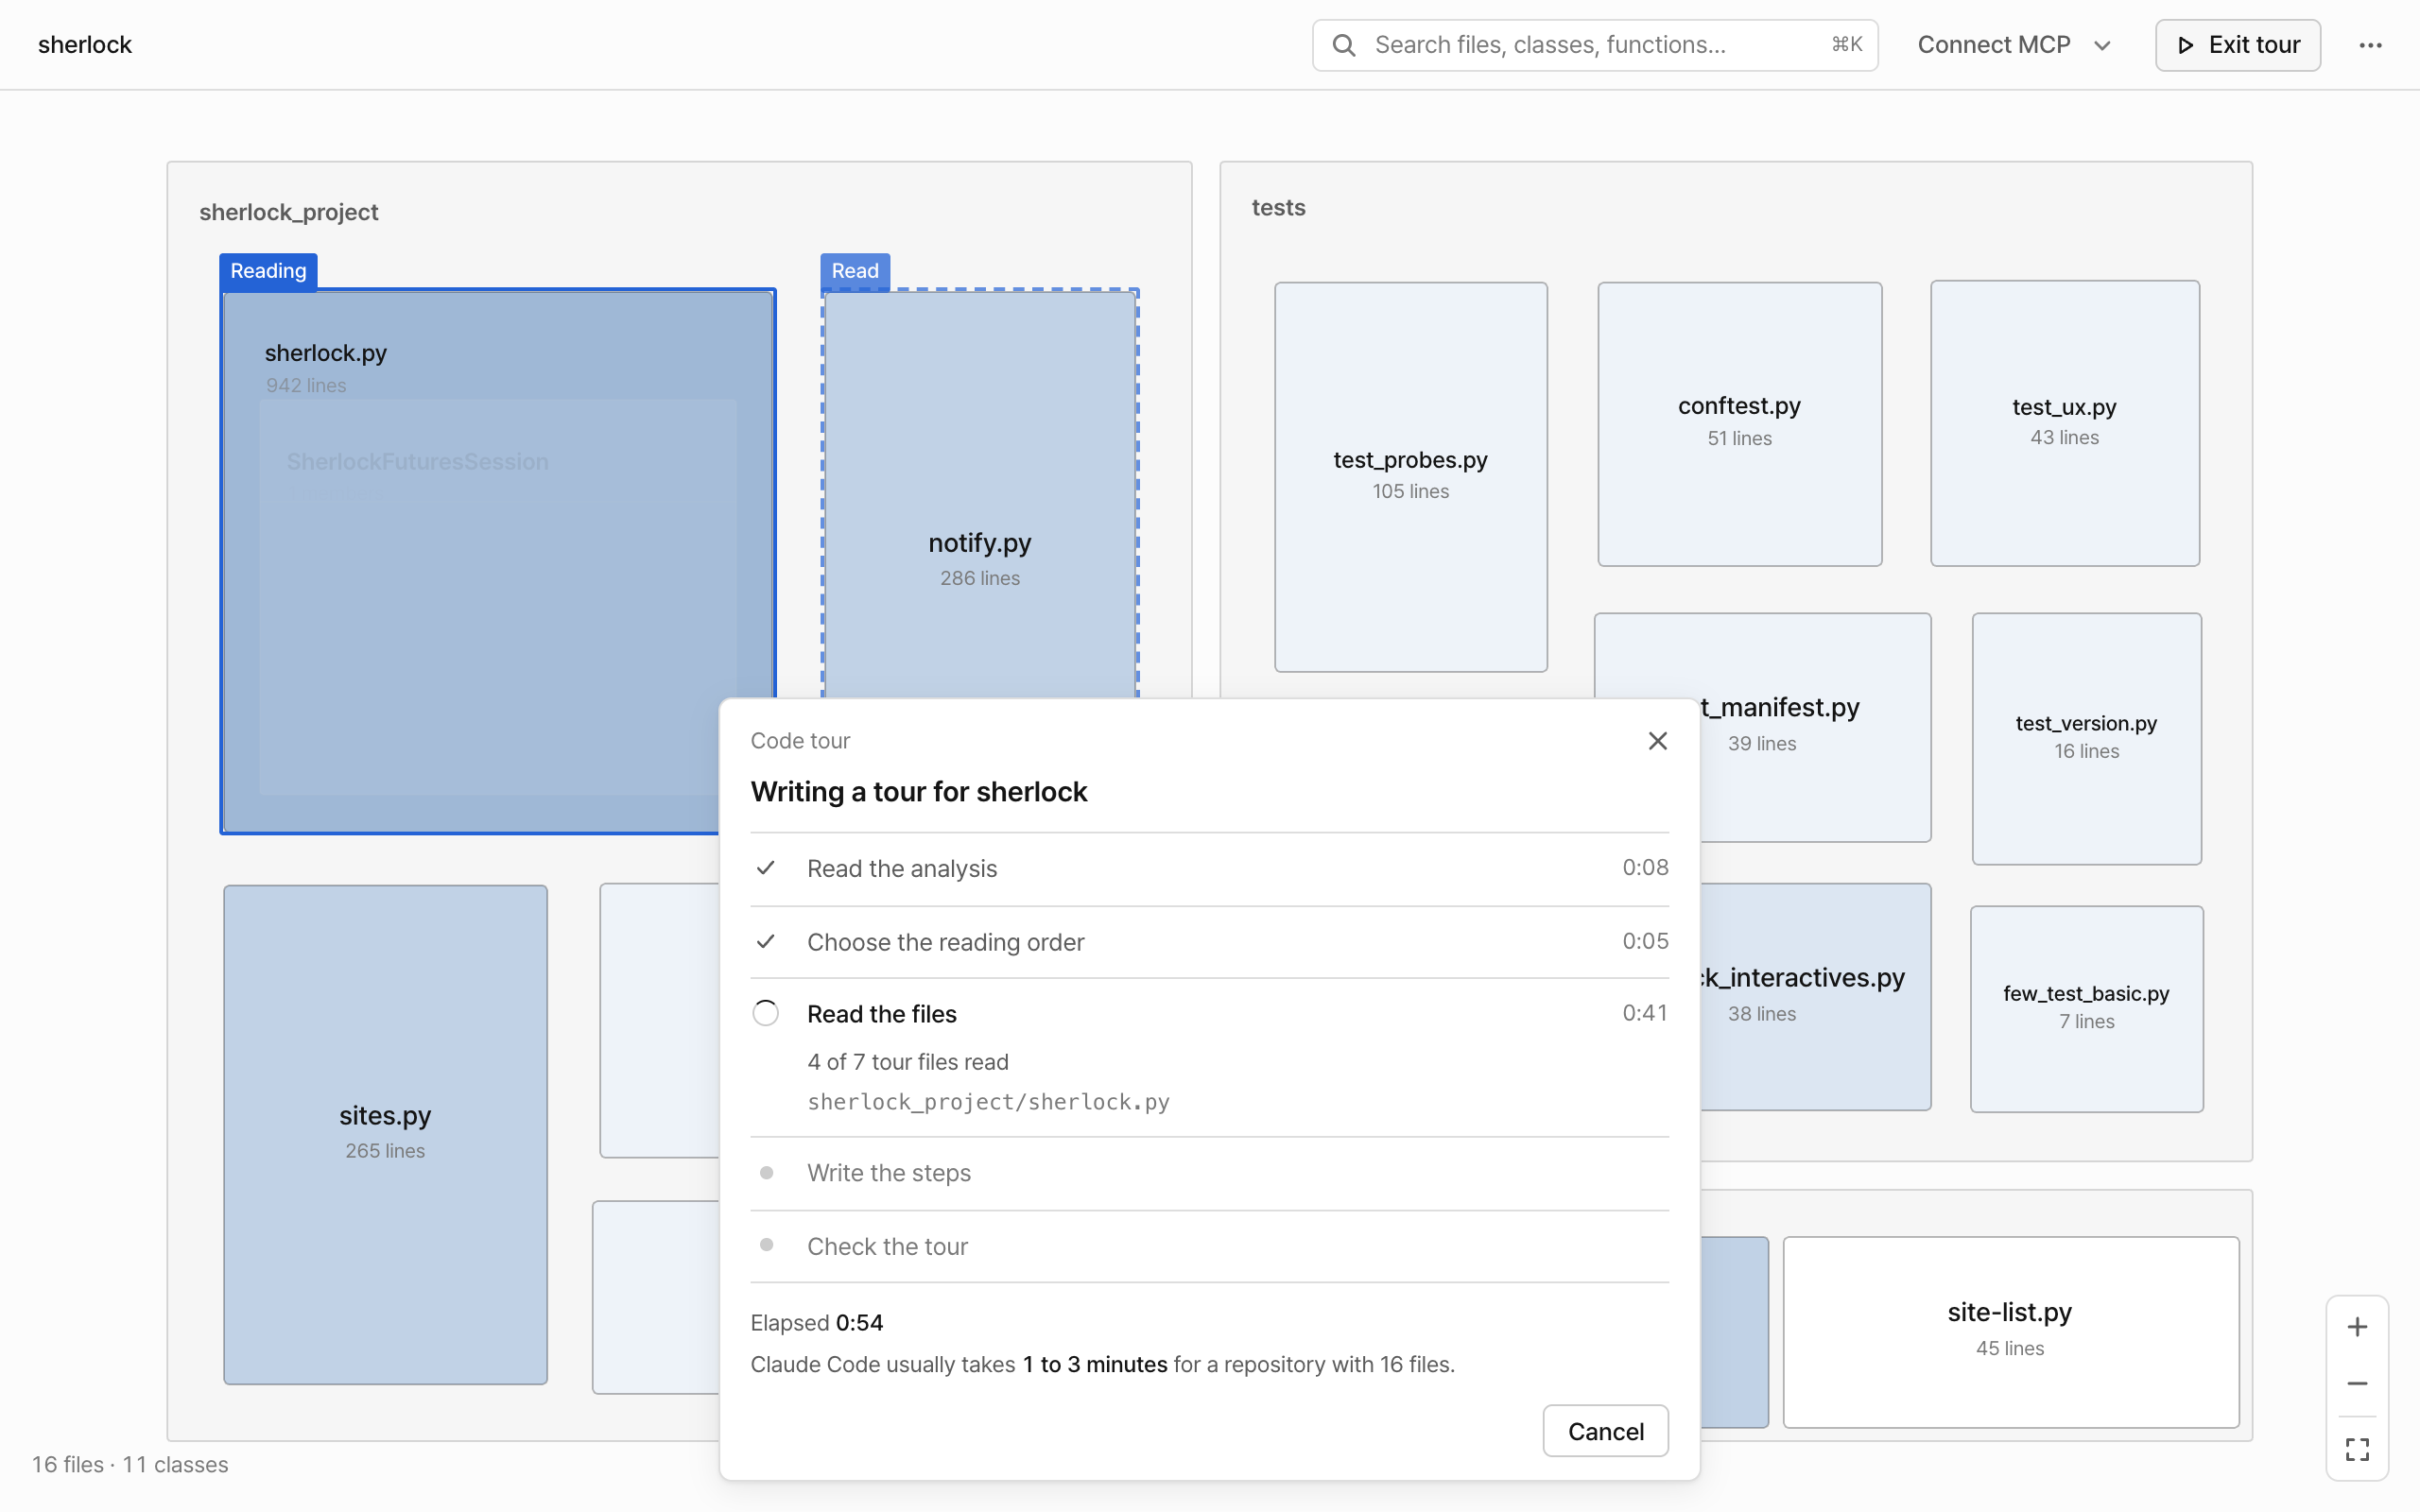 sherlock
Search files, classes, functions... ⌘K
Connect MCP
Exit tour
sherlock_project
Reading
sherlock.py
942 lines
SherlockFuturesSession
Read
notify.py
286 lines
sites.py
265 lines
tests
test_probes.py
105 lines
conftest.py
51 lines
test_ux.py
43 lines
t_manifest.py
39 lines
test_version.py
16 lines
k_interactives.py
38 lines
few_test_basic.py
7 lines
site-list.py
45 lines
Code tour
Writing a tour for sherlock
Read the analysis 0:08
Choose the reading order 0:05
Read the files 0:41
4 of 7 tour files read
sherlock_project/sherlock.py
Write the steps
Check the tour
Elapsed 0:54
Claude Code usually takes 1 to 3 minutes for a repository with 16 files.
Cancel
16 files · 11 classes